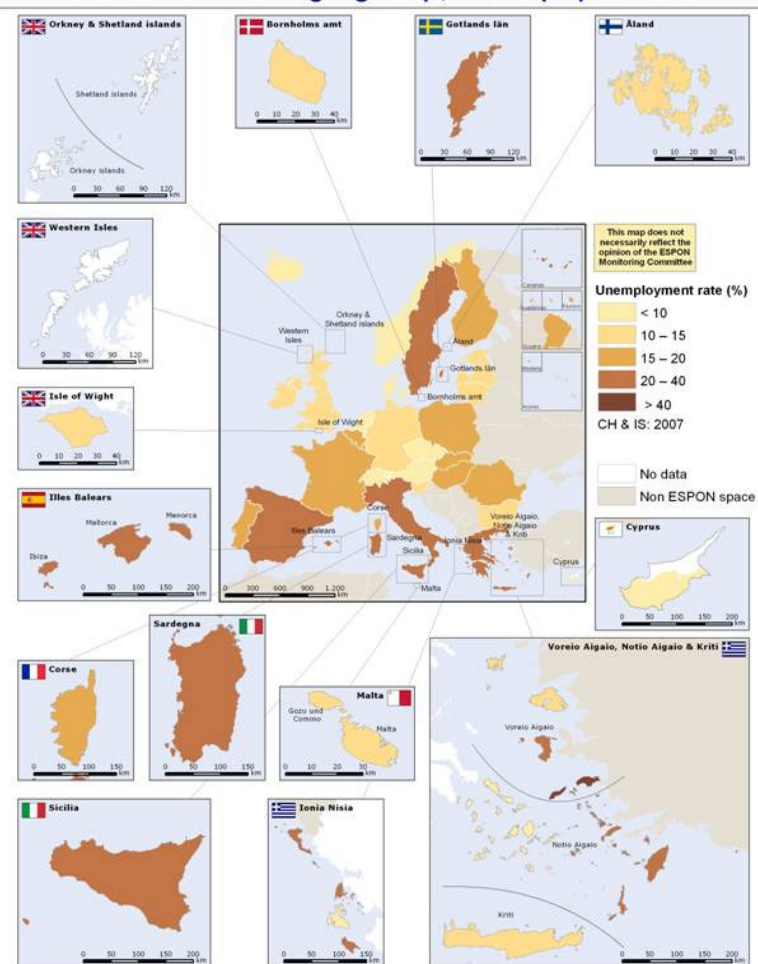 Orkney & Shetland islands
Shetland islands
Orkney islands
0 30 60 90 120
km
Bornholms amt
0 10 20 30 40
km
Gotlands län
0 30 60 90 120
km
Åland
0 10 20 30 40
km
Western Isles
0 30 60 90 120
km
Isle of Wight
0 10 20 30 40
km
Illes Balears
Ibiza
Mallorca
Menorca
0 50 100 150 200
km
Orkney &
Shetland islands
Western
Isles
Åland
Gotlands län
Bornholms amt
Isle of Wight
Corse
Illes Balears
Sardegna
Sicilia
Malta
Ionia Nisia
Voreio Aigaio,
Notio Aigaio
& Kriti
Cyprus
0 300 600 900 1.200
km
This map does not
necessarily reflect the
opinion of the ESPON
Monitoring Committee
Unemployment rate (%)
< 10
10 – 15
15 – 20
20 – 40
> 40
CH & IS: 2007
No data
Non ESPON space
Cyprus
0 50 100 150 200
km
Corse
0 50 100 150
km
Sardegna
0 50 100 150
km
Malta
Gozo und
Comino
Malta
0 10 20 30
km
Voreio Aigaio, Notio Aigaio & Kriti
Voreio Aigaio
Notio Aigaio
Kriti
0 50 100 150 200
km
Sicilia
0 50 100 150 200
km
Ionia Nisia
0 50 100 150
km